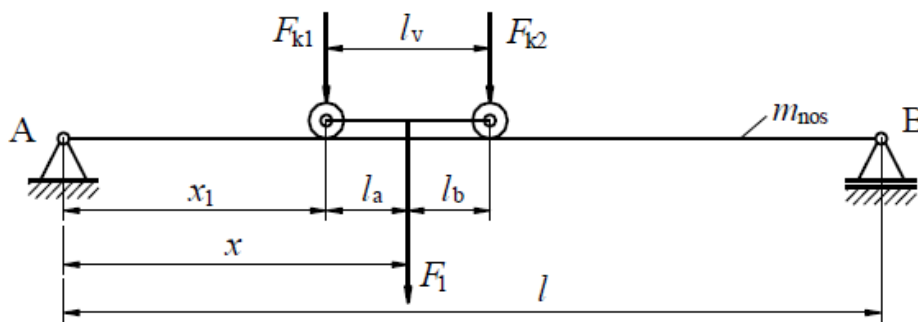 F_k1 l_v F_k2
A m_nos B
x_1 l_a l_b
x F_1
l